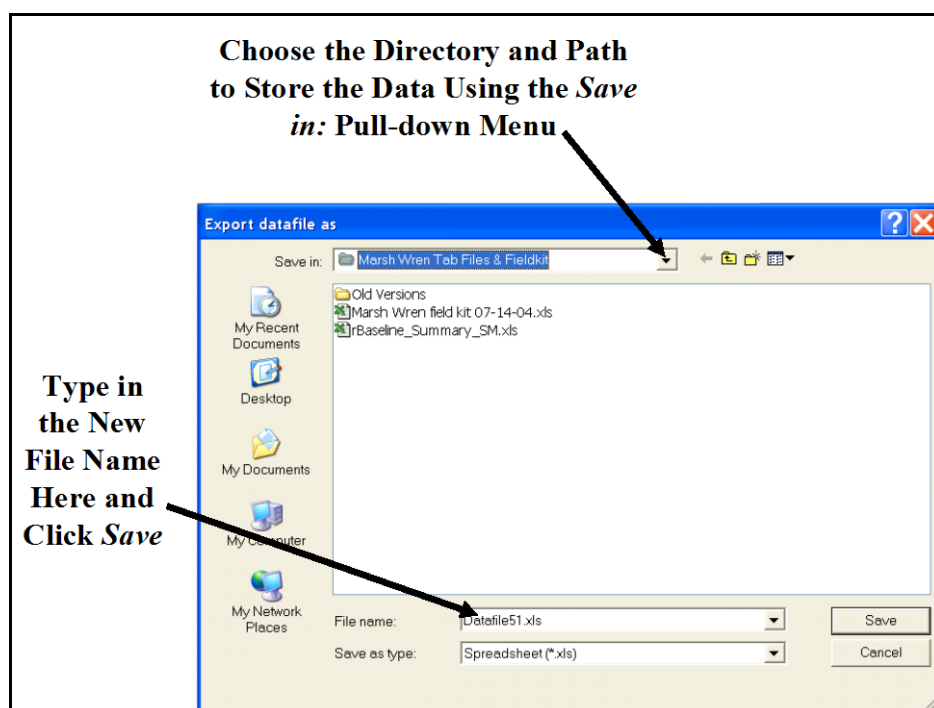 Choose the Directory and Path
to Store the Data Using the Save
in: Pull-down Menu
Export datafile as
Save in:
Marsh Wren Tab Files & Fieldkit
Old Versions
Marsh Wren field kit 07-14-04.xls
rBaseline_Summary_SM.xls
My Recent
Documents
Desktop
My Documents
My Computer
My Network
Places
Type in
the New
File Name
Here and
Click Save
File name:
Datafile51.xls
Save
Save as type:
Spreadsheet (*.xls)
Cancel